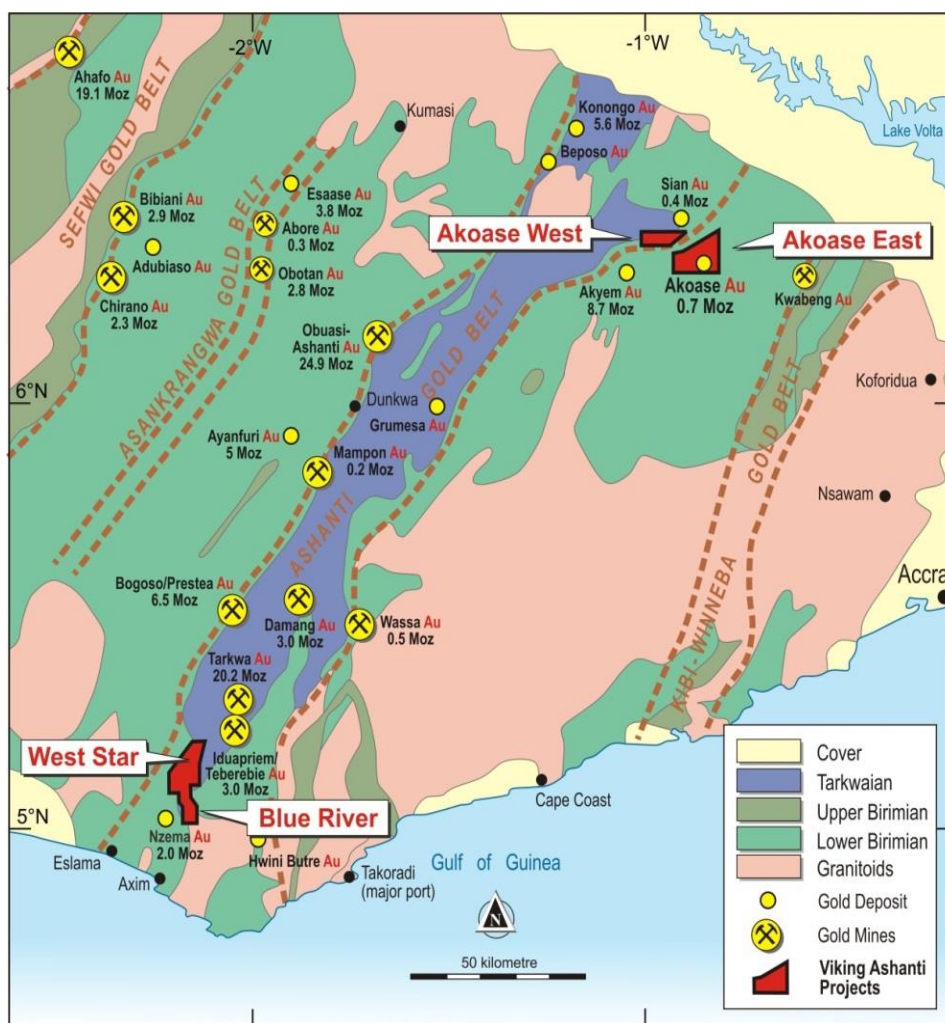 -2°W
-1°W
Ahafo Au
19.1 Moz
SEFWI GOLD BELT
Kumasi
Konongo Au
5.6 Moz
Beposo Au
Lake Volta
Bibiani Au
2.9 Moz
Adubiaso Au
Chirano Au
2.3 Moz
ASANKRANGWA GOLD BELT
Esaase Au
3.8 Moz
Abore Au
0.3 Moz
Obotan Au
2.8 Moz
Sian Au
0.4 Moz
Akoase West
Akoase East
Akyem Au
8.7 Moz
Akoase Au
0.7 Moz
Kwabeng Au
Obuasi-
Ashanti Au
24.9 Moz
ASHANTI GOLD BELT
6°N
Dunkwa
Grumesa Au
Koforidua
Ayanfuri Au
5 Moz
Mampon Au
0.2 Moz
KIBI-WINNEBA GOLD BELT
Nsawam
Accra
Bogoso/Prestea Au
6.5 Moz
Damang Au
3.0 Moz
Wassa Au
0.5 Moz
Tarkwa Au
20.2 Moz
Iduapriem/
Teberebie Au
3.0 Moz
West Star
Blue River
5°N
Nzema Au
2.0 Moz
Hwini Butre Au
Eslama
Axim
Takoradi
(major port)
Cape Coast
Gulf of Guinea
N
50 kilometre
Cover
Tarkwaian
Upper Birimian
Lower Birimian
Granitoids
Gold Deposit
Gold Mines
Viking Ashanti
Projects